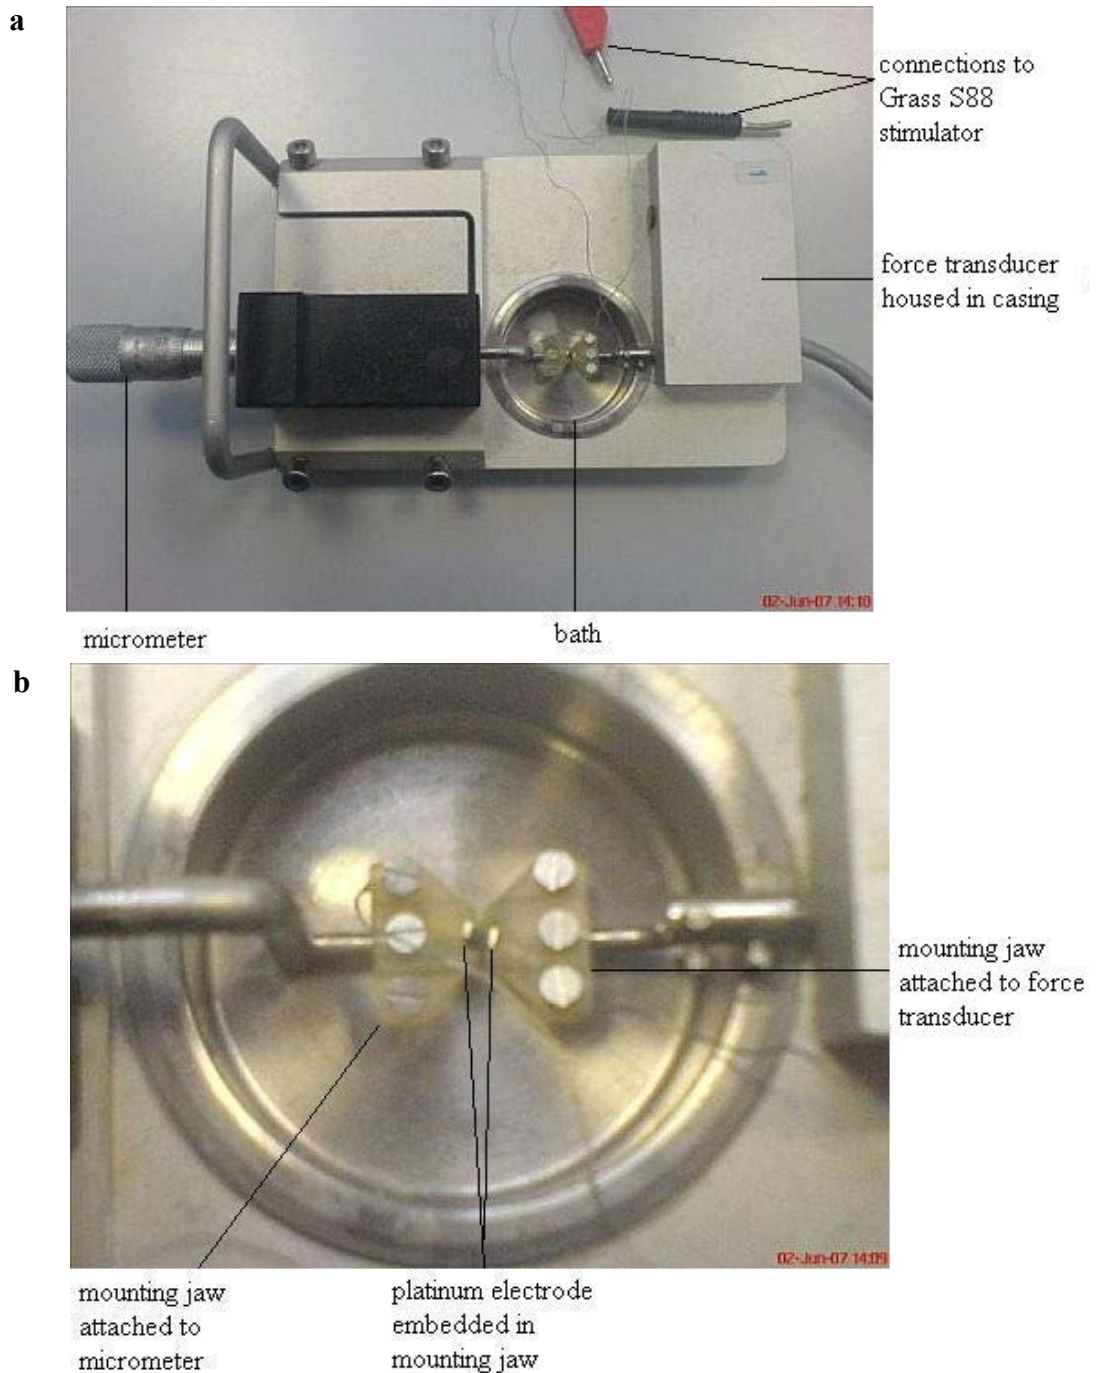 a
connections to
Grass S88
stimulator
force transducer
housed in casing
02-Jun-07 14:10
micrometer
bath
b
mounting jaw
attached to force
transducer
02-Jun-07 14:09
mounting jaw
attached to
micrometer
platinum electrode
embedded in
mounting jaw